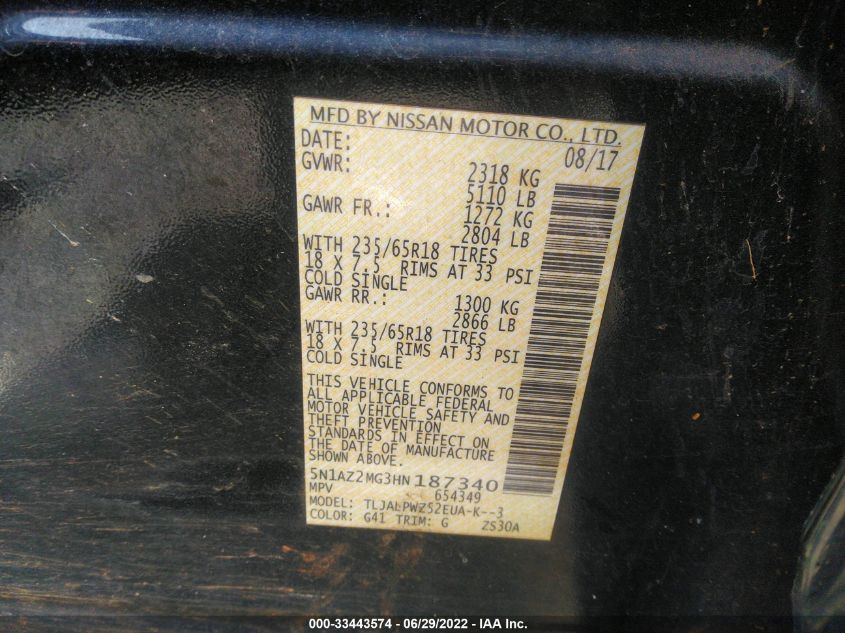 MFD BY NISSAN MOTOR CO., LTD.
DATE: 08/17
GVWR: 2318 KG
5110 LB
GAWR FR.: 1272 KG
2804 LB
WITH 235/65R18 TIRES
18 X 7.5 RIMS AT 33 PSI
COLD SINGLE
GAWR RR.: 1300 KG
2866 LB
WITH 235/65R18 TIRES
18 X 7.5 RIMS AT 33 PSI
COLD SINGLE
THIS VEHICLE CONFORMS TO
ALL APPLICABLE FEDERAL
MOTOR VEHICLE SAFETY AND
THEFT PREVENTION
STANDARDS IN EFFECT ON
THE DATE OF MANUFACTURE
SHOWN ABOVE.
5N1AZ2MG3HN187340
MPV 654349
MODEL: TLJALPWZ52EUA-K--3
COLOR: G41 TRIM: G ZS30A
000-33443574 / 06/29/2022 - IAA Inc.